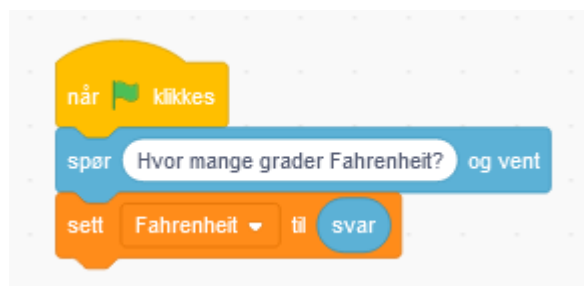 når klikkes
spør Hvor mange grader Fahrenheit? og vent
sett Fahrenheit til svar